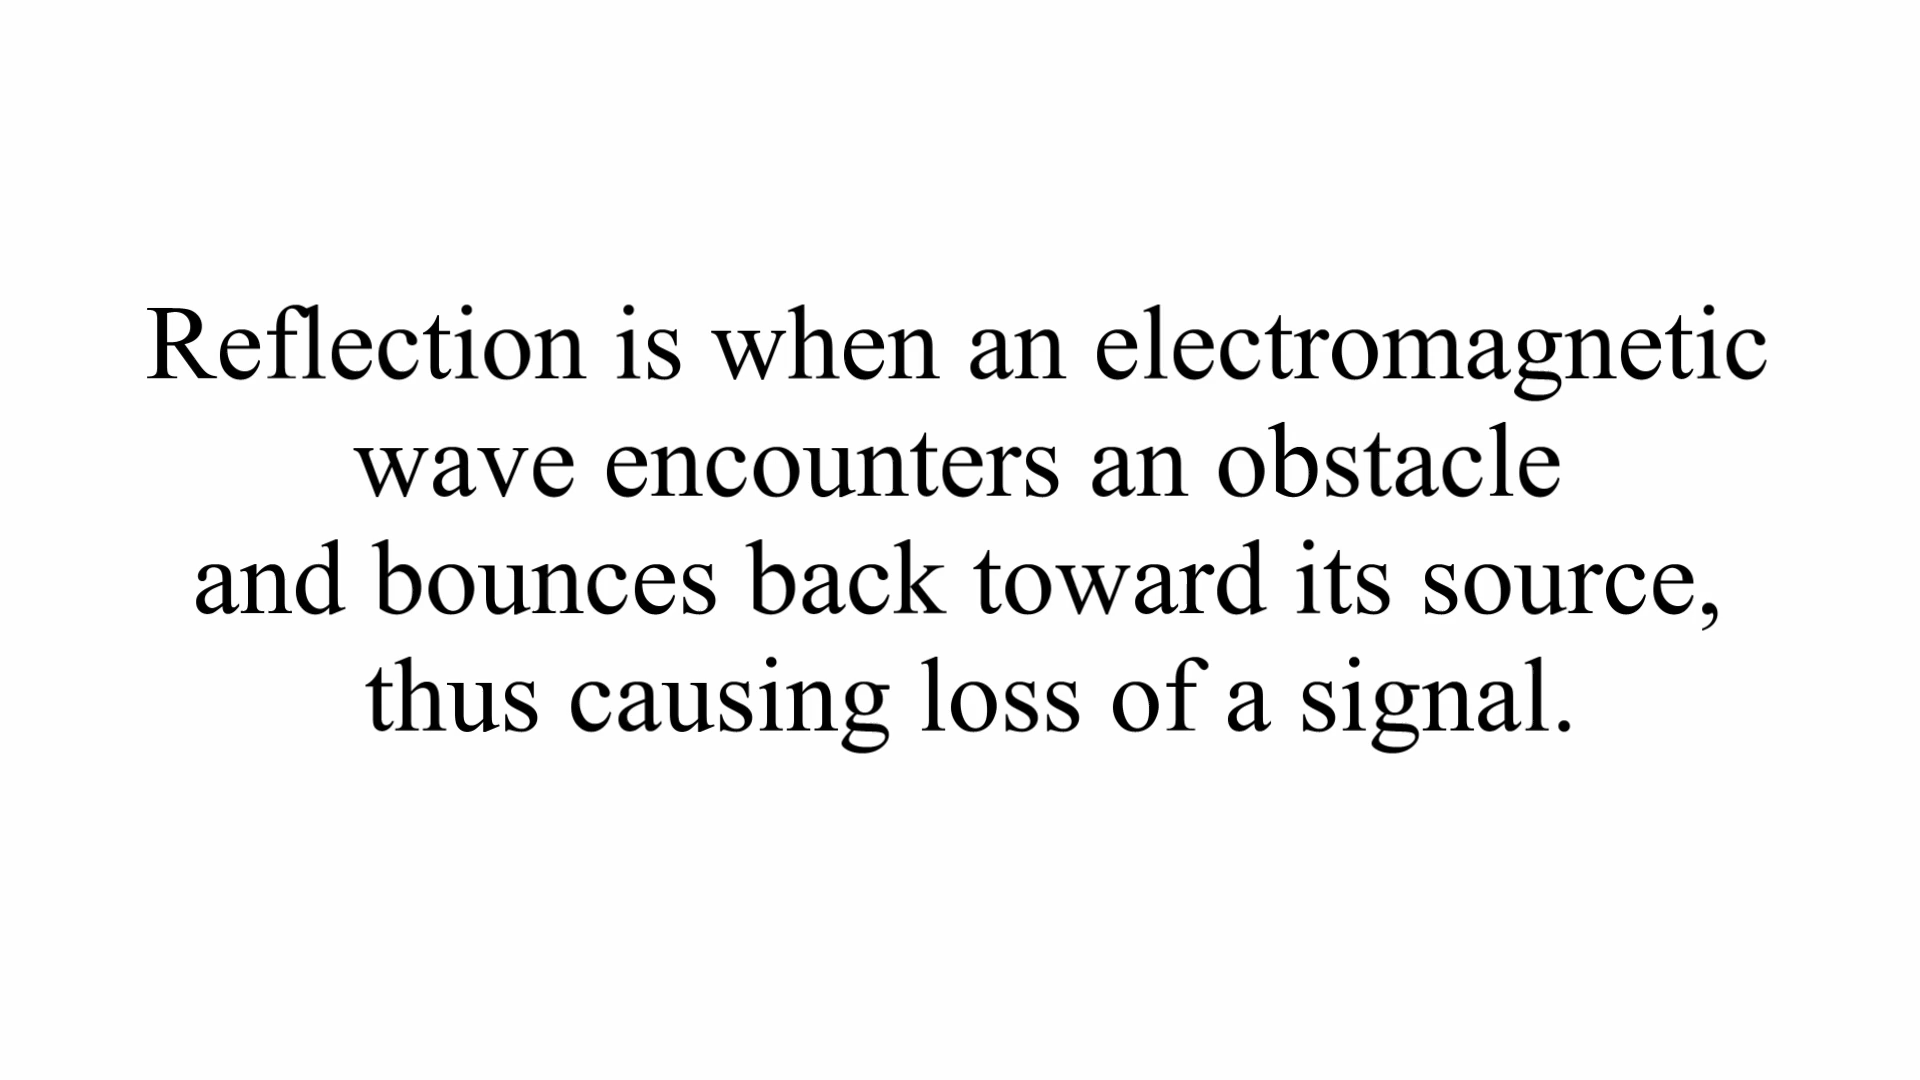 Reflection is when an electromagnetic
wave encounters an obstacle
and bounces back toward its source,
thus causing loss of a signal.